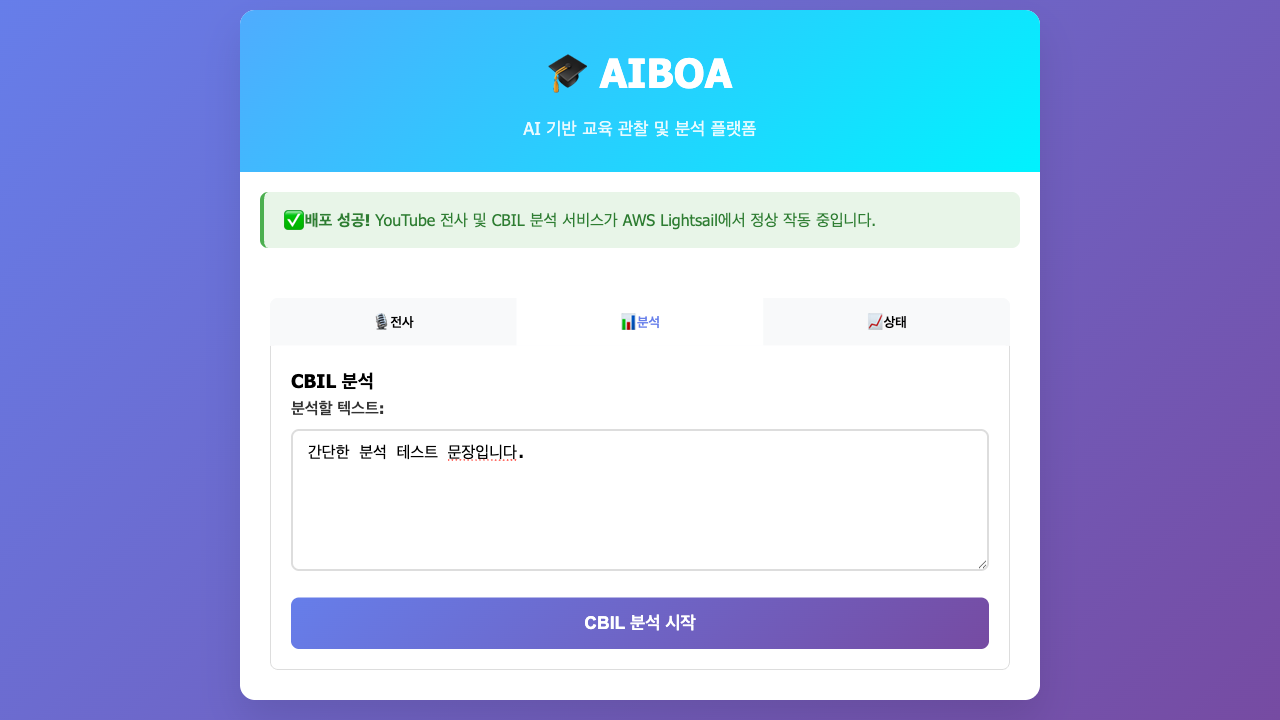 🎓 AIBOA
AI 기반 교육 관찰 및 분석 플랫폼
✅배포 성공! YouTube 전사 및 CBIL 분석 서비스가 AWS Lightsail에서 정상 작동 중입니다.
🎙️전사
📊분석
📈상태
CBIL 분석
분석할 텍스트:
간단한 분석 테스트 문장입니다.
CBIL 분석 시작